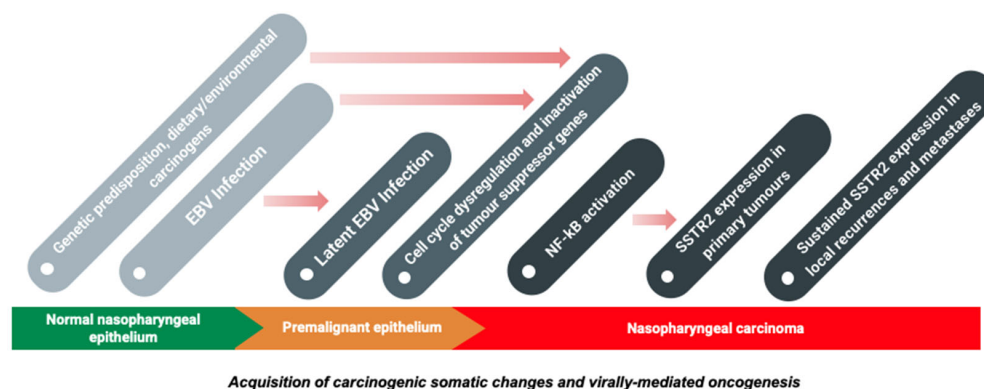 Genetic predisposition, dietary/environmental
carcinogens
EBV Infection
Latent EBV Infection
Cell cycle dysregulation and inactivation
of tumour suppressor genes
NF-kB activation
SSTR2 expression in
primary tumours
Sustained SSTR2 expression in
local recurrences and metastases
Normal nasopharyngeal
epithelium
Premalignant epithelium
Nasopharyngeal carcinoma
Acquisition of carcinogenic somatic changes and virally-mediated oncogenesis